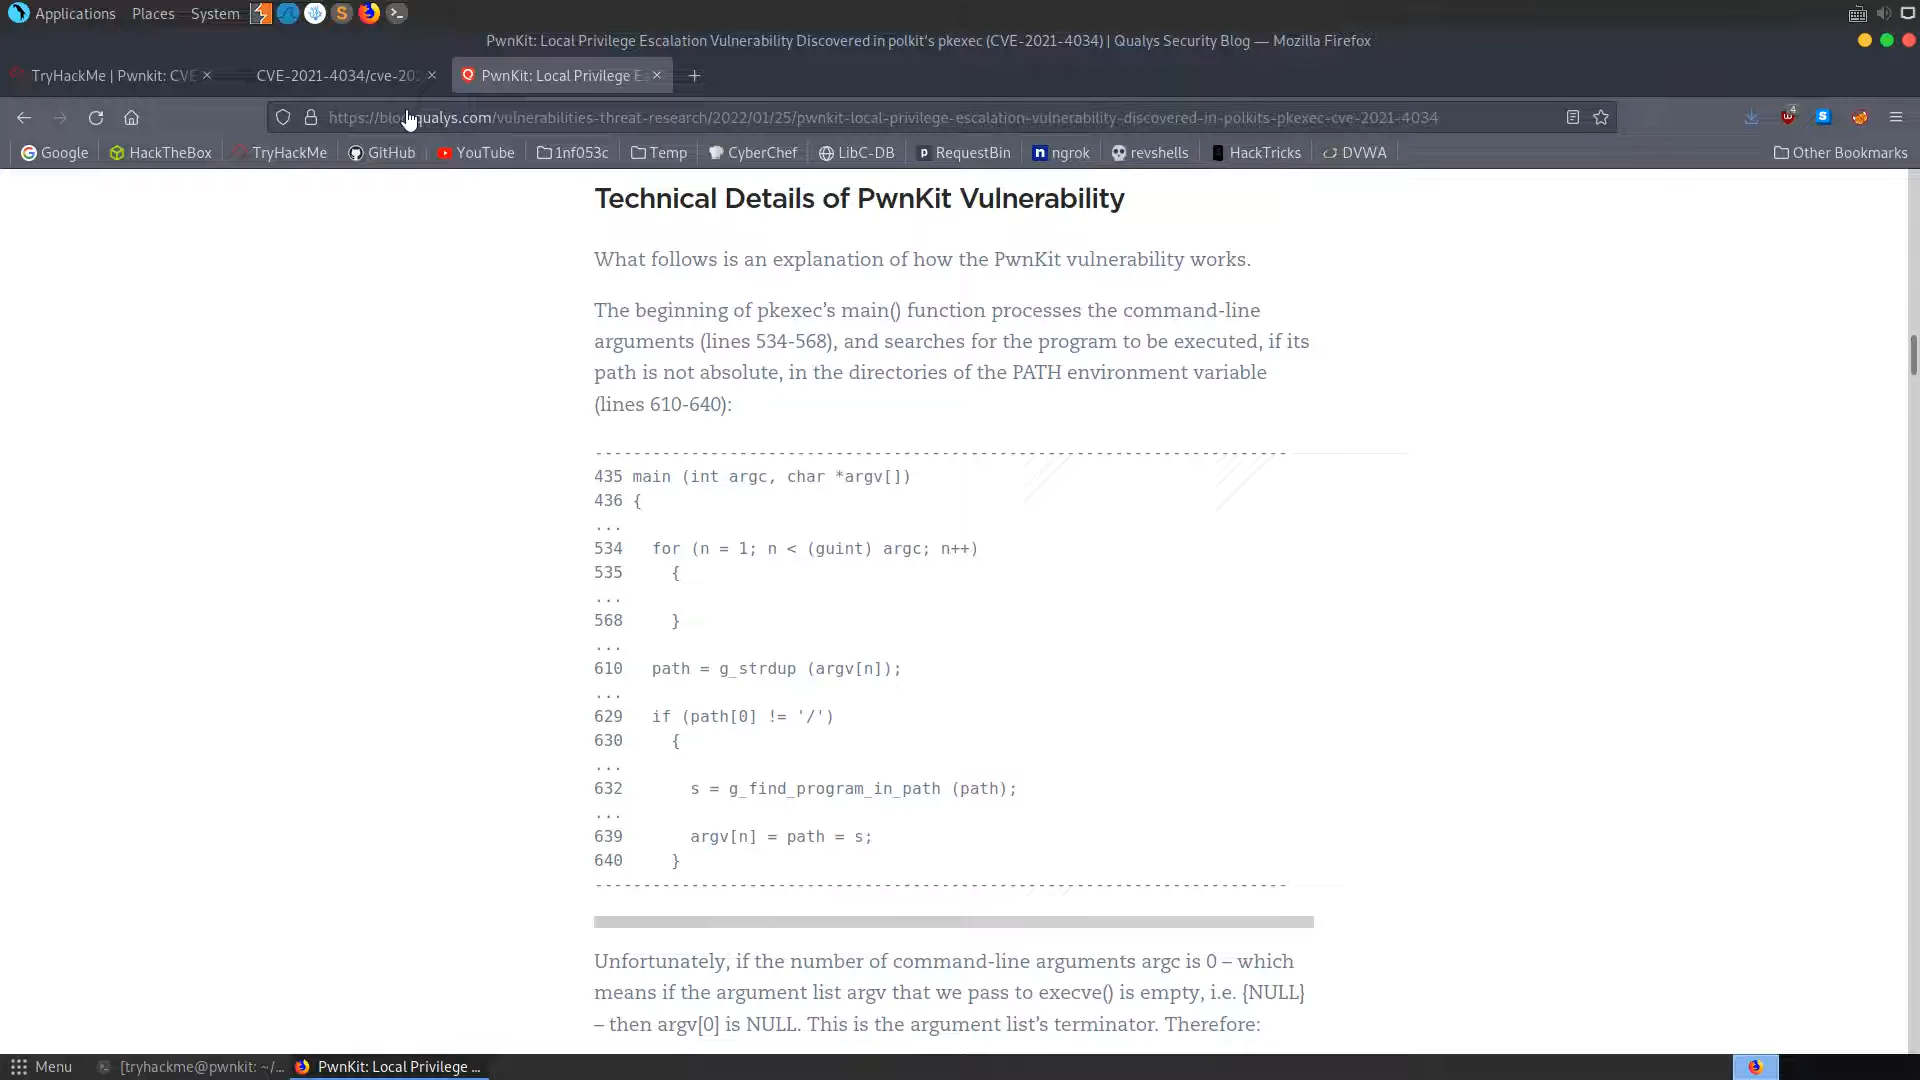 Applications Places System
PwnKit: Local Privilege Escalation Vulnerability Discovered in polkit's pkexec (CVE-2021-4034) | Qualys Security Blog — Mozilla Firefox
TryHackMe | Pwnkit: CVE
CVE-2021-4034/cve-202
PwnKit: Local Privilege E
https://blog.qualys.com/vulnerabilities-threat-research/2022/01/25/pwnkit-local-privilege-escalation-vulnerability-discovered-in-polkits-pkexec-cve-2021-4034
4
Google HackTheBox TryHackMe GitHub YouTube 1nf053c Temp CyberChef LibC-DB RequestBin ngrok revshells HackTricks DVWA Other Bookmarks
Technical Details of PwnKit Vulnerability
What follows is an explanation of how the PwnKit vulnerability works.
The beginning of pkexec’s main() function processes the command-line
arguments (lines 534-568), and searches for the program to be executed, if its
path is not absolute, in the directories of the PATH environment variable
(lines 610-640):
------------------------------------------------------------------------
435 main (int argc, char *argv[])
436 {
...
534   for (n = 1; n < (guint) argc; n++)
535     {
...
568     }
...
610   path = g_strdup (argv[n]);
...
629   if (path[0] != '/')
630     {
...
632       s = g_find_program_in_path (path);
...
639       argv[n] = path = s;
640     }
------------------------------------------------------------------------
Unfortunately, if the number of command-line arguments argc is 0 – which
means if the argument list argv that we pass to execve() is empty, i.e. {NULL}
– then argv[0] is NULL. This is the argument list’s terminator. Therefore:
Menu [tryhackme@pwnkit: ~/... PwnKit: Local Privilege ...